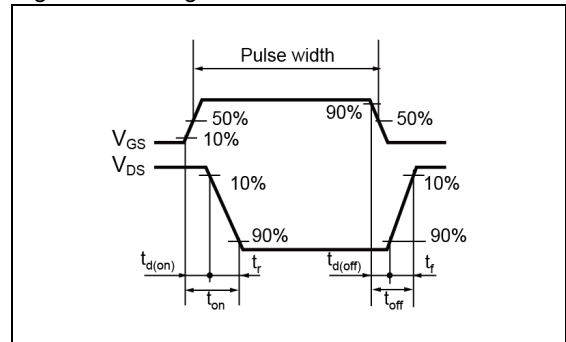 Pulse width
90%
50%
50%
10%
VGS
VDS
10%
10%
90%
90%
td(on)
tr
td(off)
tf
ton
toff